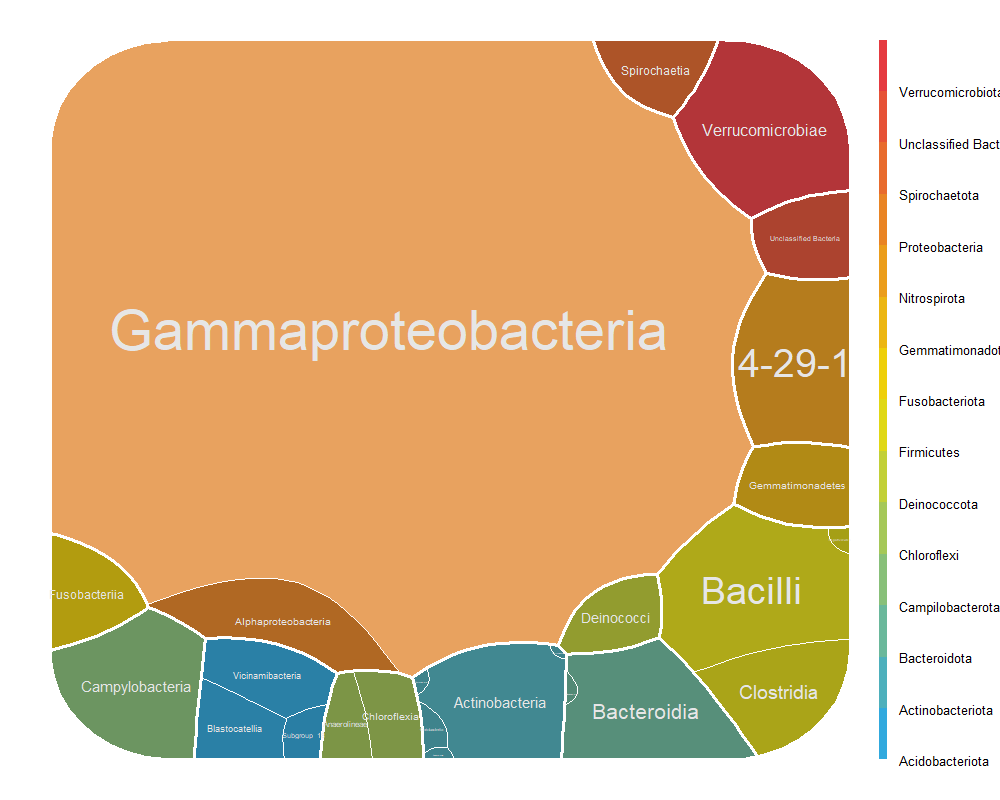 Spirochaetia
Verrucomicrobiae
Unclassified Bacteria
Gammaproteobacteria
4-29-1
Gemmatimonadetes
Bacilli
Fusobacteriia
Deinococci
Alphaproteobacteria
Campylobacteria
Vicinamibacteria
Clostridia
Actinobacteria
Bacteroidia
Chloroflexia
Anaerolineae
Blastocatellia
Subgroup
Verrucomicrobiota
Unclassified Bact
Spirochaetota
Proteobacteria
Nitrospirota
Gemmatimonadot
Fusobacteriota
Firmicutes
Deinococcota
Chloroflexi
Campilobacterota
Bacteroidota
Actinobacteriota
Acidobacteriota